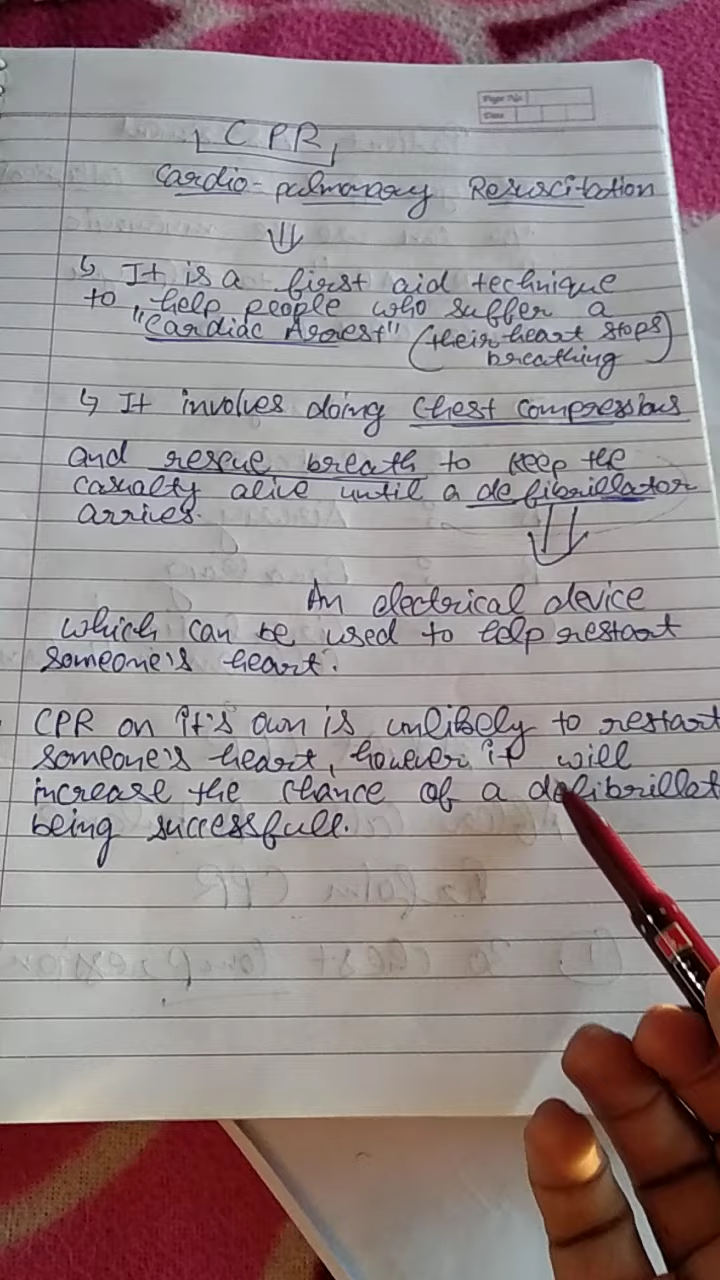 Page No.
Date
CPR
Cardio-pulmonary Resuscitation
↳ It is a first aid technique
to help people who suffer a
"Cardiac Arrest" (their heart stops
breathing)
↳ It involves doing chest compressions
and rescue breath to keep the
casualty alive until a defibrillator
arries.
An electrical device
which can be used to help restart
someone's heart.
CPR on it's own is unlikely to restart
someone's heart, however it will
increase the chance of a defibrillat
being successfull.